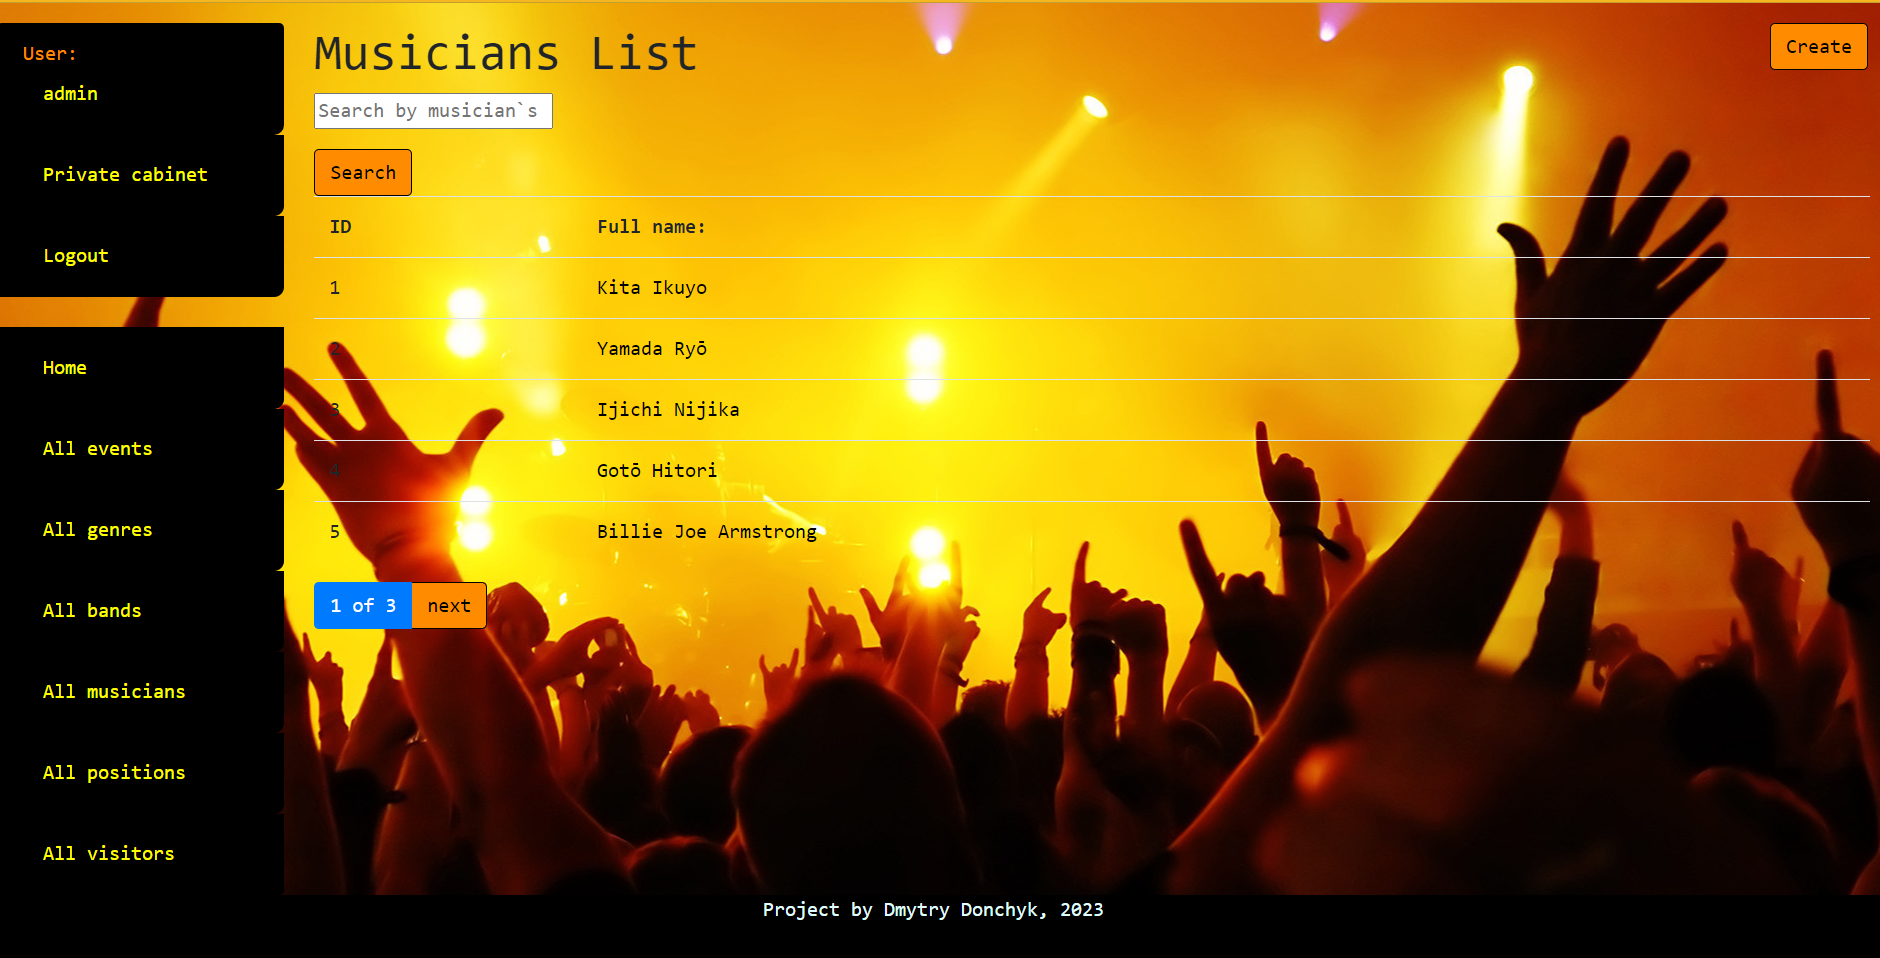 User:
admin
Private cabinet
Logout
Home
All events
All genres
All bands
All musicians
All positions
All visitors
Musicians List
Create
Search by musician`s
Search
ID Full name:
1 Kita Ikuyo
2 Yamada Ryō
3 Ijichi Nijika
4 Gotō Hitori
5 Billie Joe Armstrong
1 of 3 next
Project by Dmytry Donchyk, 2023